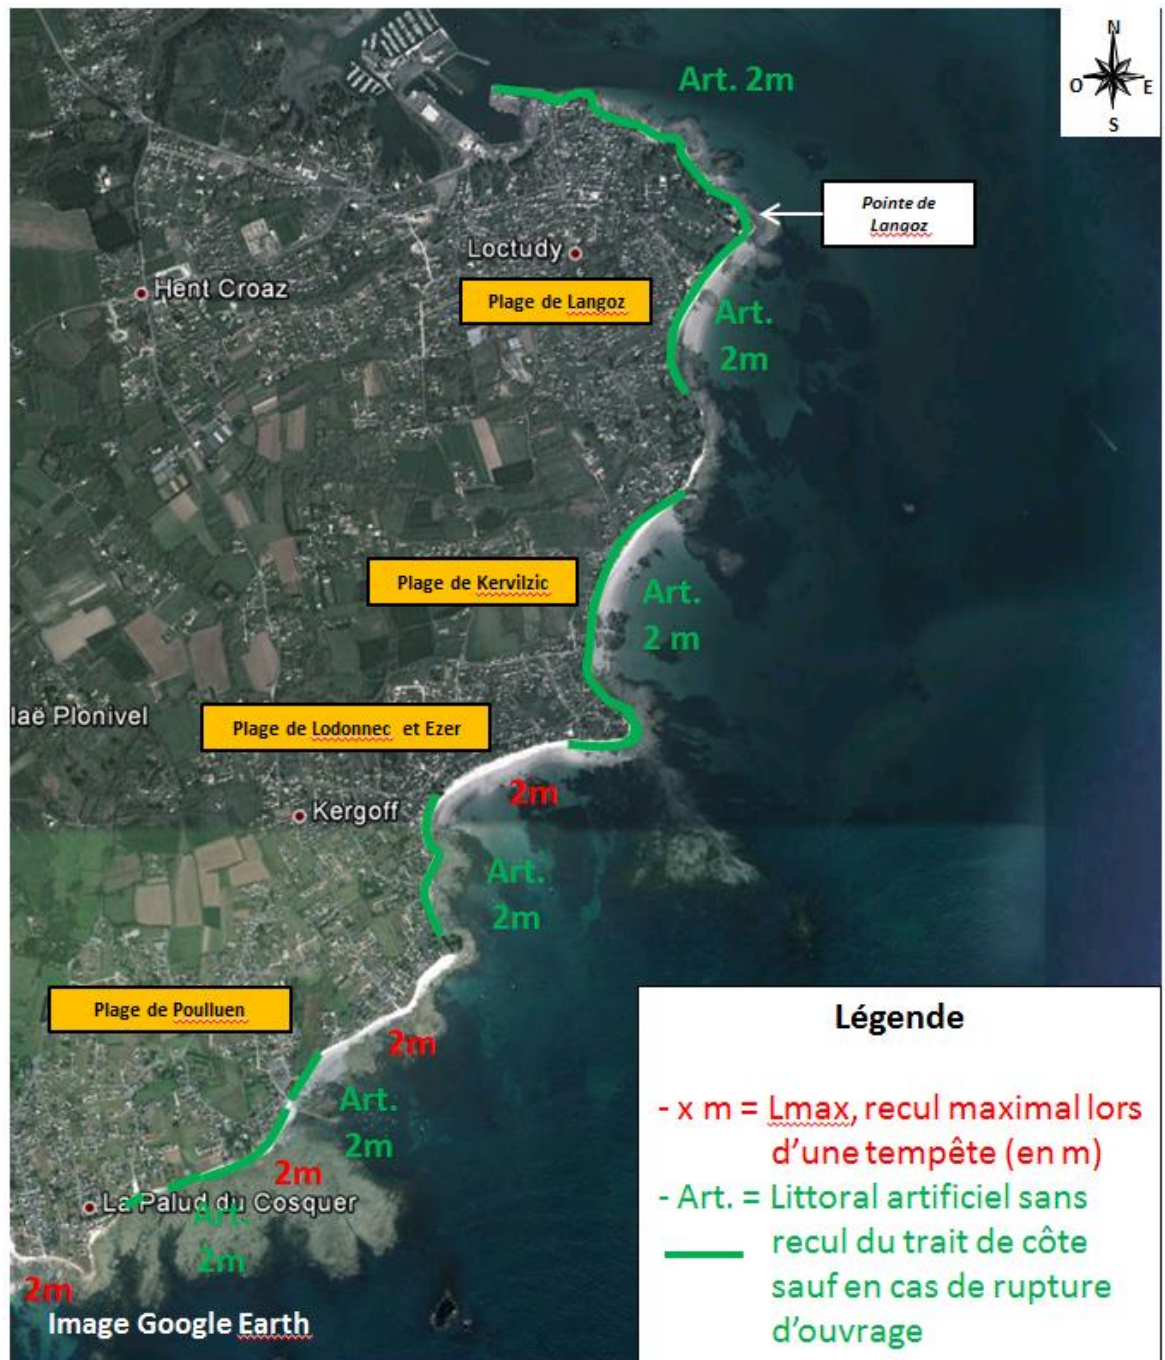 N
O
E
S
Art. 2m
Pointe de
Langoz
Loctudy
Hent Croaz
Plage de Langoz
Art.
2m
Plage de Kervilzic
Art.
2 m
laë Plonivel
Plage de Lodonnec et Ezer
2m
Kergoff
Art.
2m
Plage de Poulluen
2m
Art.
2m
2m
La Palud du Cosquer
Art.
2m
2m
Image Google Earth
Légende
- x m = Lmax, recul maximal lors
d’une tempête (en m)
- Art. = Littoral artificiel sans
recul du trait de côte
sauf en cas de rupture
d’ouvrage